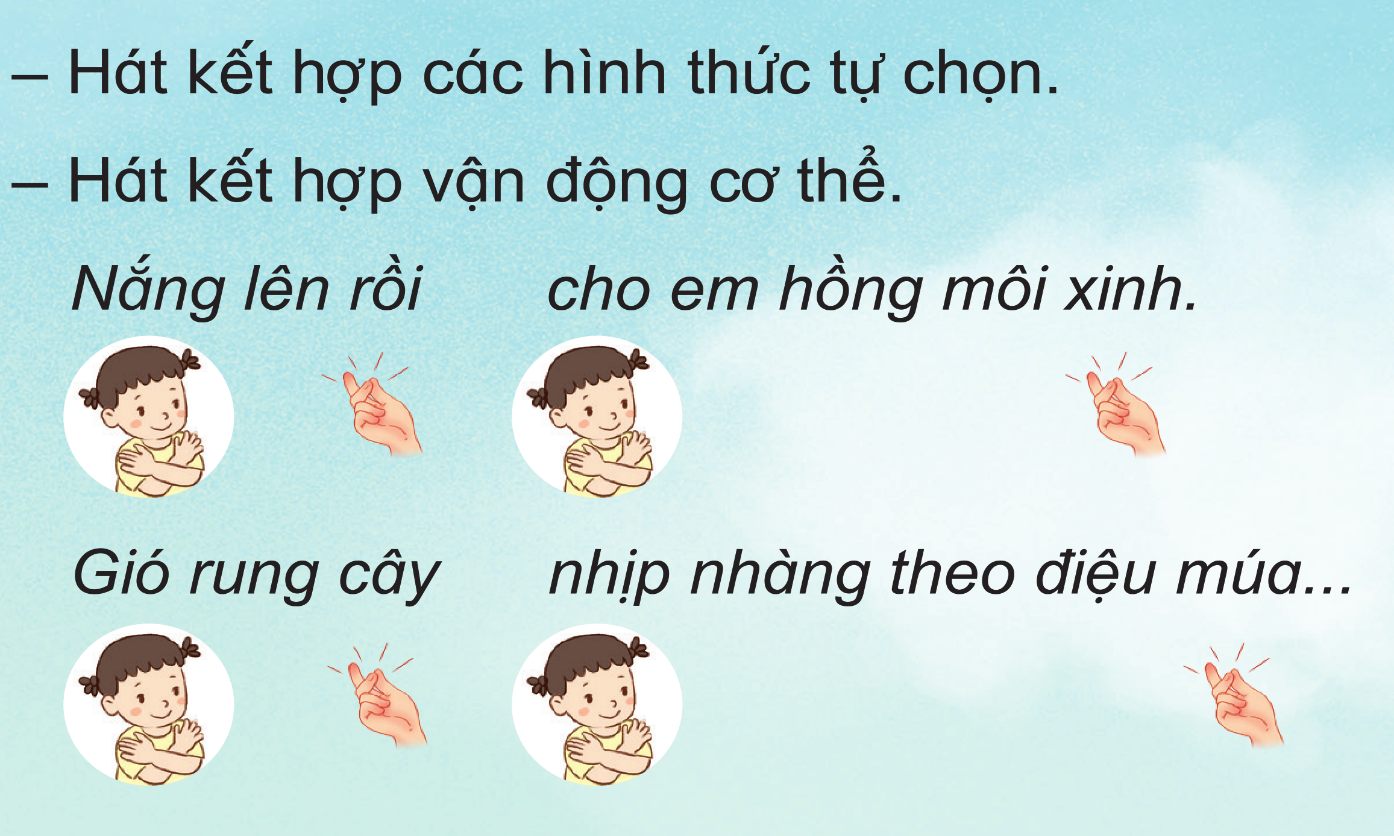 – Hát kết hợp các hình thức tự chọn.
– Hát kết hợp vận động cơ thể.
Nắng lên rồi cho em hồng môi xinh.
Gió rung cây nhịp nhàng theo điệu múa...